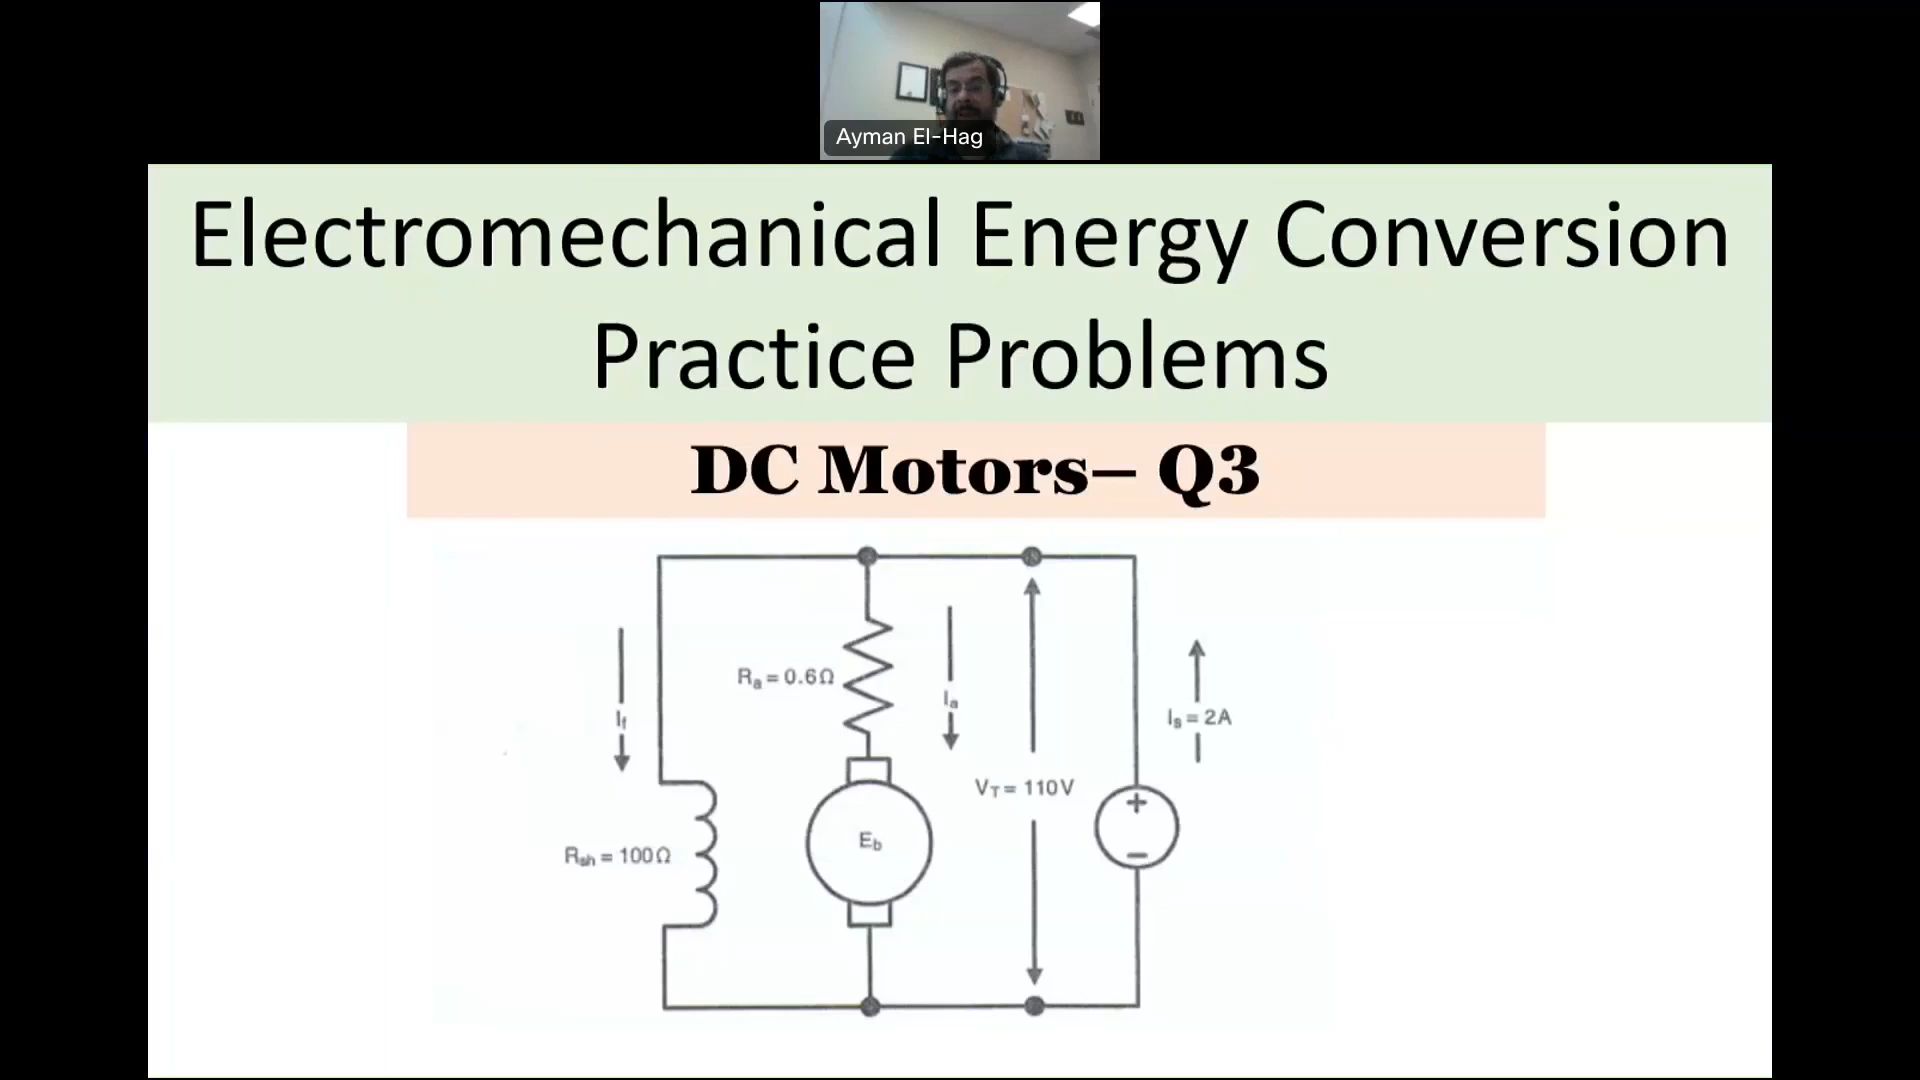 Ayman El-Hag
Electromechanical Energy Conversion
Practice Problems
DC Motors– Q3
Rₐ = 0.6Ω
Iₐ
If
Iₛ = 2A
V_T = 110V
+
Eb
Rsh = 100Ω
–